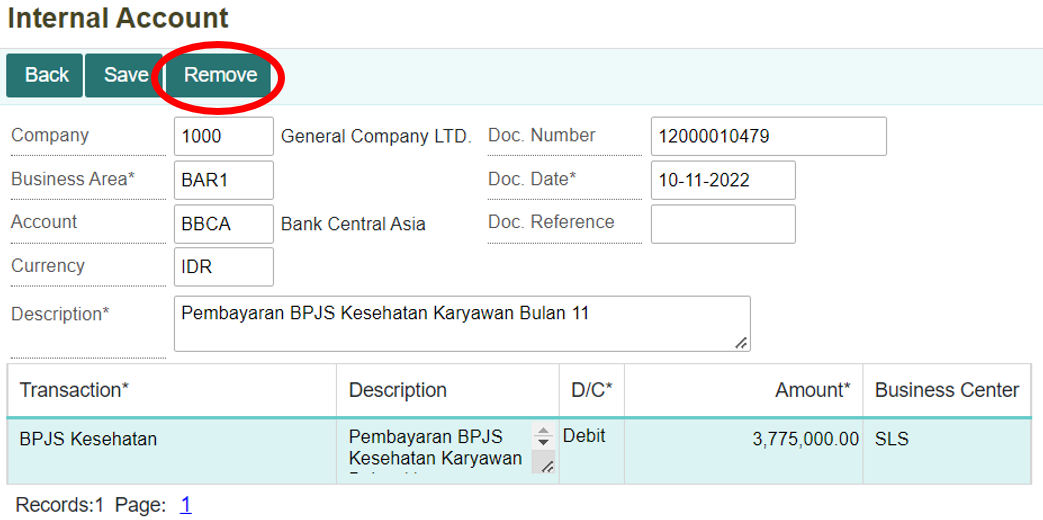 Internal Account
Back Save Remove
Company 1000 General Company LTD. Doc. Number 12000010479
Business Area* BAR1 Doc. Date* 10-11-2022
Account BBCA Bank Central Asia Doc. Reference
Currency IDR
Description* Pembayaran BPJS Kesehatan Karyawan Bulan 11
Transaction* Description D/C* Amount* Business Center
BPJS Kesehatan Pembayaran BPJS Debit 3,775,000.00 SLS
Kesehatan Karyawan
Records:1 Page: 1